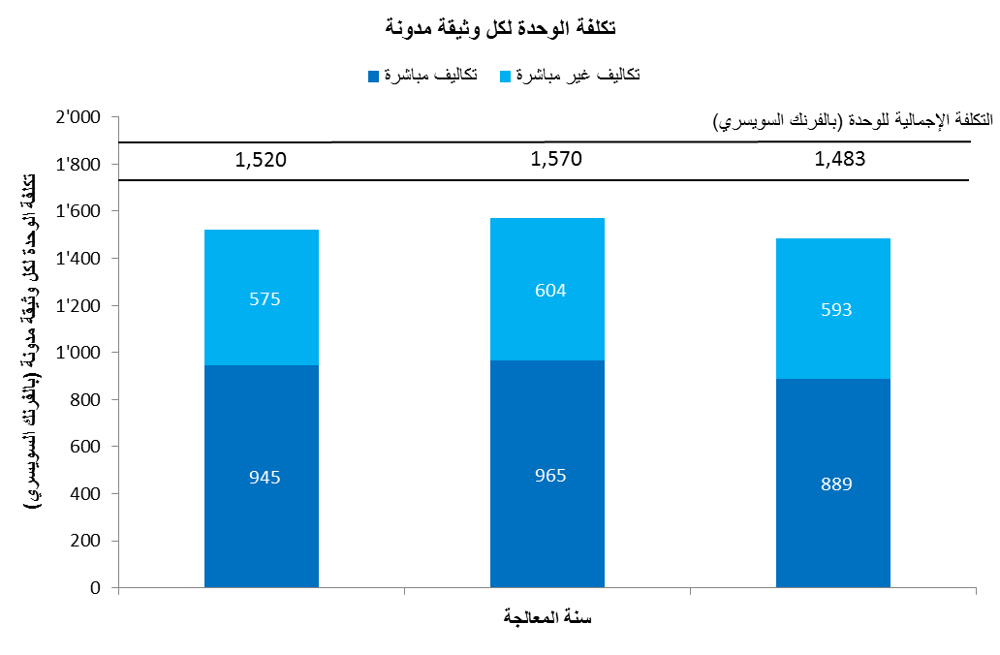 تكلفة الوحدة لكل وثيقة مدونة
تكاليف مباشرة تكاليف غير مباشرة
التكلفة الإجمالية للوحدة (بالفرنك السويسري)
1,520 1,570 1,483
تكلفة الوحدة لكل وثيقة مدونة (بالفرنك السويسري)
2'000
1'800
1'600
1'400
1'200
1'000
800
600
400
200
0
575 604 593
945 965 889
سنة المعالجة